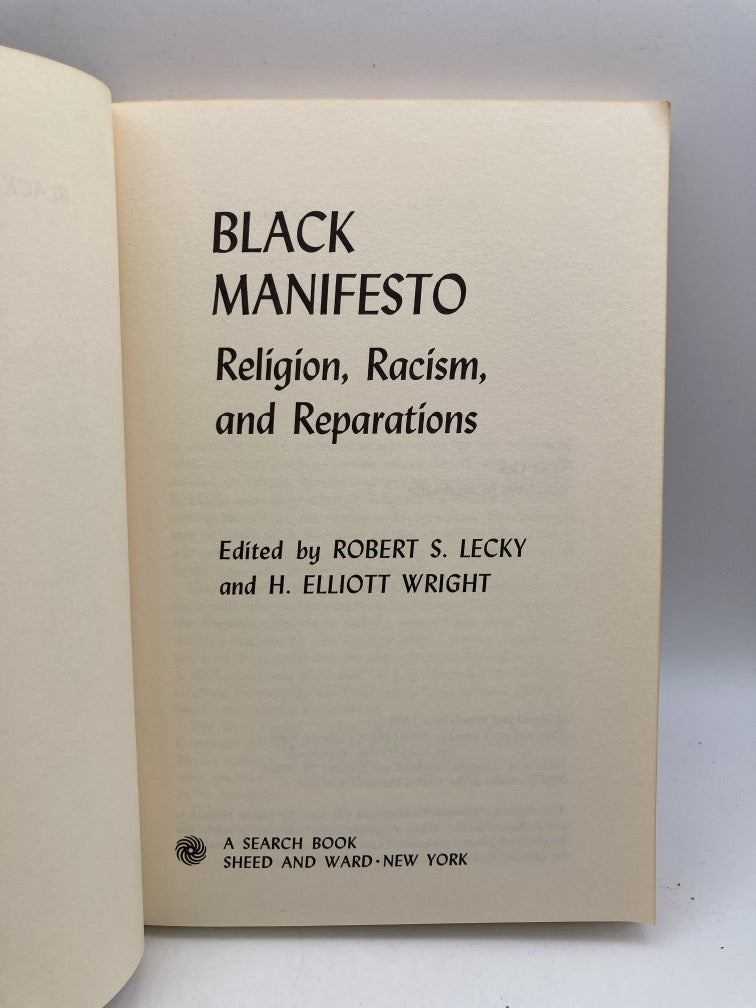 BLACK
MANIFESTO
Religion, Racism,
and Reparations
Edited by ROBERT S. LECKY
and H. ELLIOTT WRIGHT
A SEARCH BOOK
SHEED AND WARD·NEW YORK